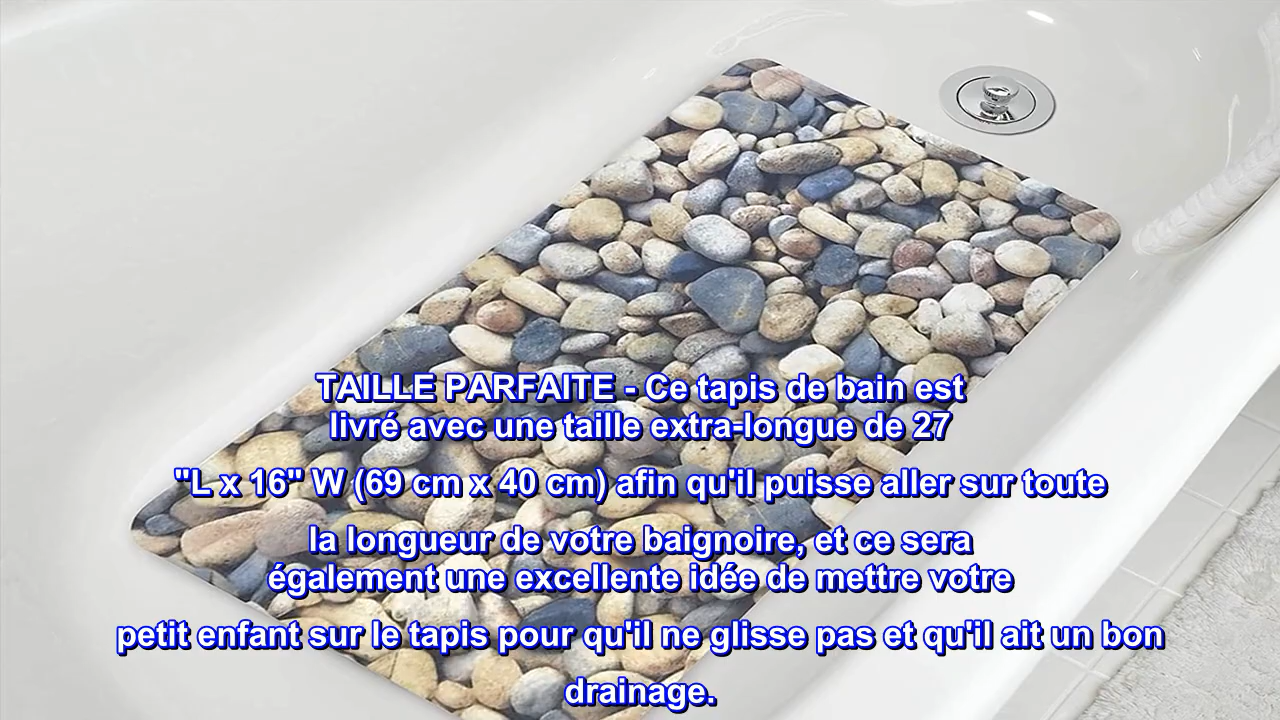 TAILLE PARFAITE - Ce tapis de bain est
livré avec une taille extra-longue de 27
"L x 16" W (69 cm x 40 cm) afin qu'il puisse aller sur toute
la longueur de votre baignoire, et ce sera
également une excellente idée de mettre votre
petit enfant sur le tapis pour qu'il ne glisse pas et qu'il ait un bon
drainage.